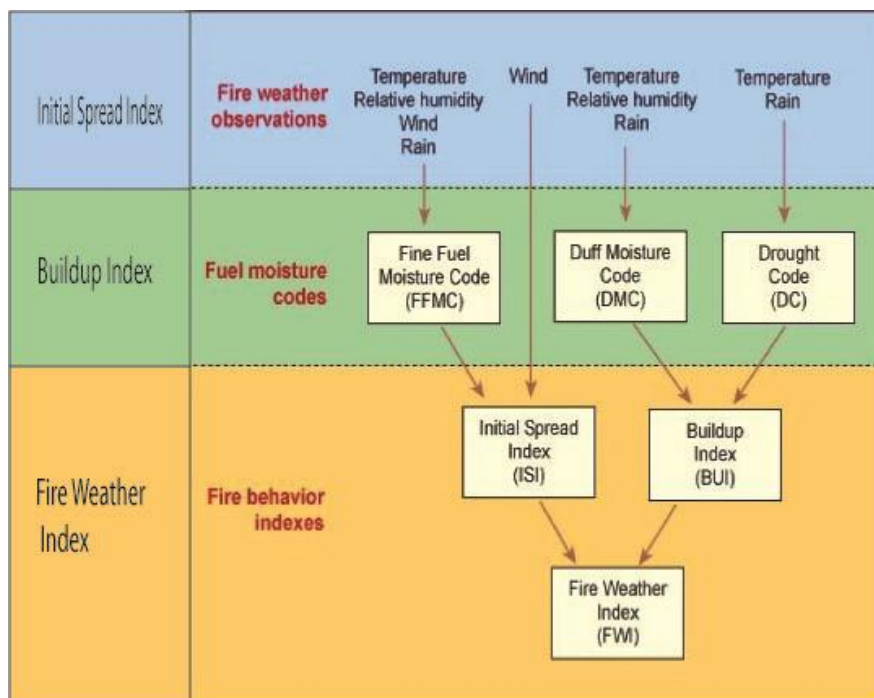 Initial Spread Index
Fire weather
observations
Temperature
Relative humidity
Wind
Rain
Wind
Temperature
Relative humidity
Rain
Temperature
Rain
Buildup Index
Fuel moisture
codes
Fine Fuel
Moisture Code
(FFMC)
Duff Moisture
Code
(DMC)
Drought
Code
(DC)
Fire Weather
Index
Fire behavior
indexes
Initial Spread
Index
(ISI)
Buildup
Index
(BUI)
Fire Weather
Index
(FWI)